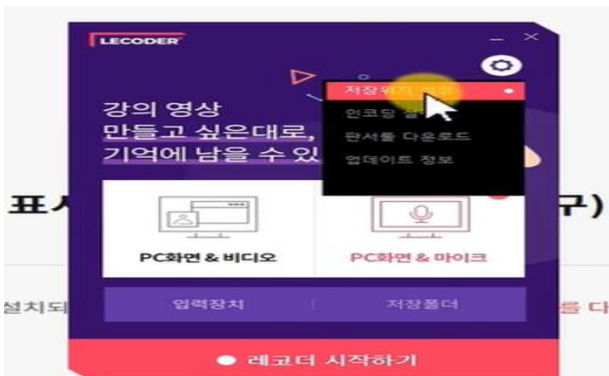 LECODER
저장위치
강의 영상
만들고 싶은대로,
기억에 남을 수 있
인코딩
판서툴 다운로드
업데이트 정보
표시
구)
PC화면 & 비디오
PC화면 & 마이크
설치되
를 다
입력장치
저장폴더
레코더 시작하기